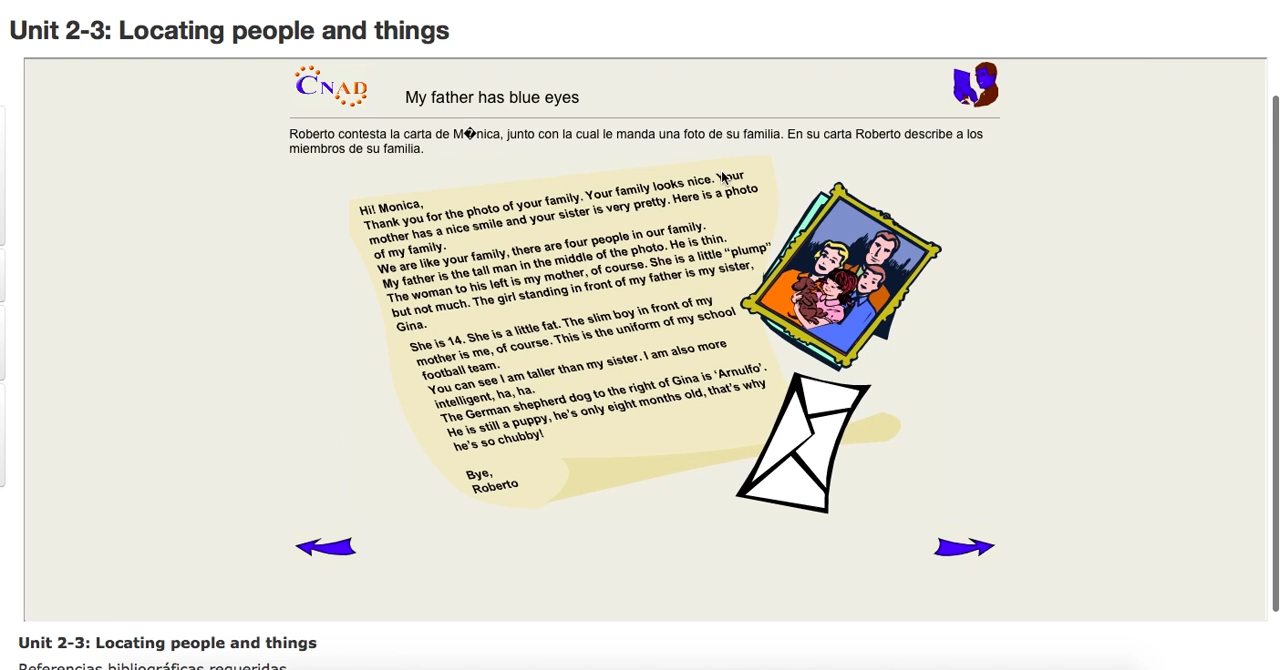 Unit 2-3: Locating people and things
CNAD
My father has blue eyes
Roberto contesta la carta de M�nica, junto con la cual le manda una foto de su familia. En su carta Roberto describe a los
miembros de su familia.
Hi! Monica,
Thank you for the photo of your family. Your family looks nice. Your
mother has a nice smile and your sister is very pretty. Here is a photo
of my family.
We are like your family, there are four people in our family.
My father is the tall man in the middle of the photo. He is thin.
The woman to his left is my mother, of course. She is a little “plump”
but not much. The girl standing in front of my father is my sister,
Gina.
She is 14. She is a little fat. The slim boy in front of my
mother is me, of course. This is the uniform of my school
football team.
You can see I am taller than my sister. I am also more
intelligent, ha, ha.
The German shepherd dog to the right of Gina is ‘Arnulfo’.
He is still a puppy, he’s only eight months old, that’s why
he’s so chubby!
Bye,
Roberto
Unit 2-3: Locating people and things
Referencias bibliográficas requeridas